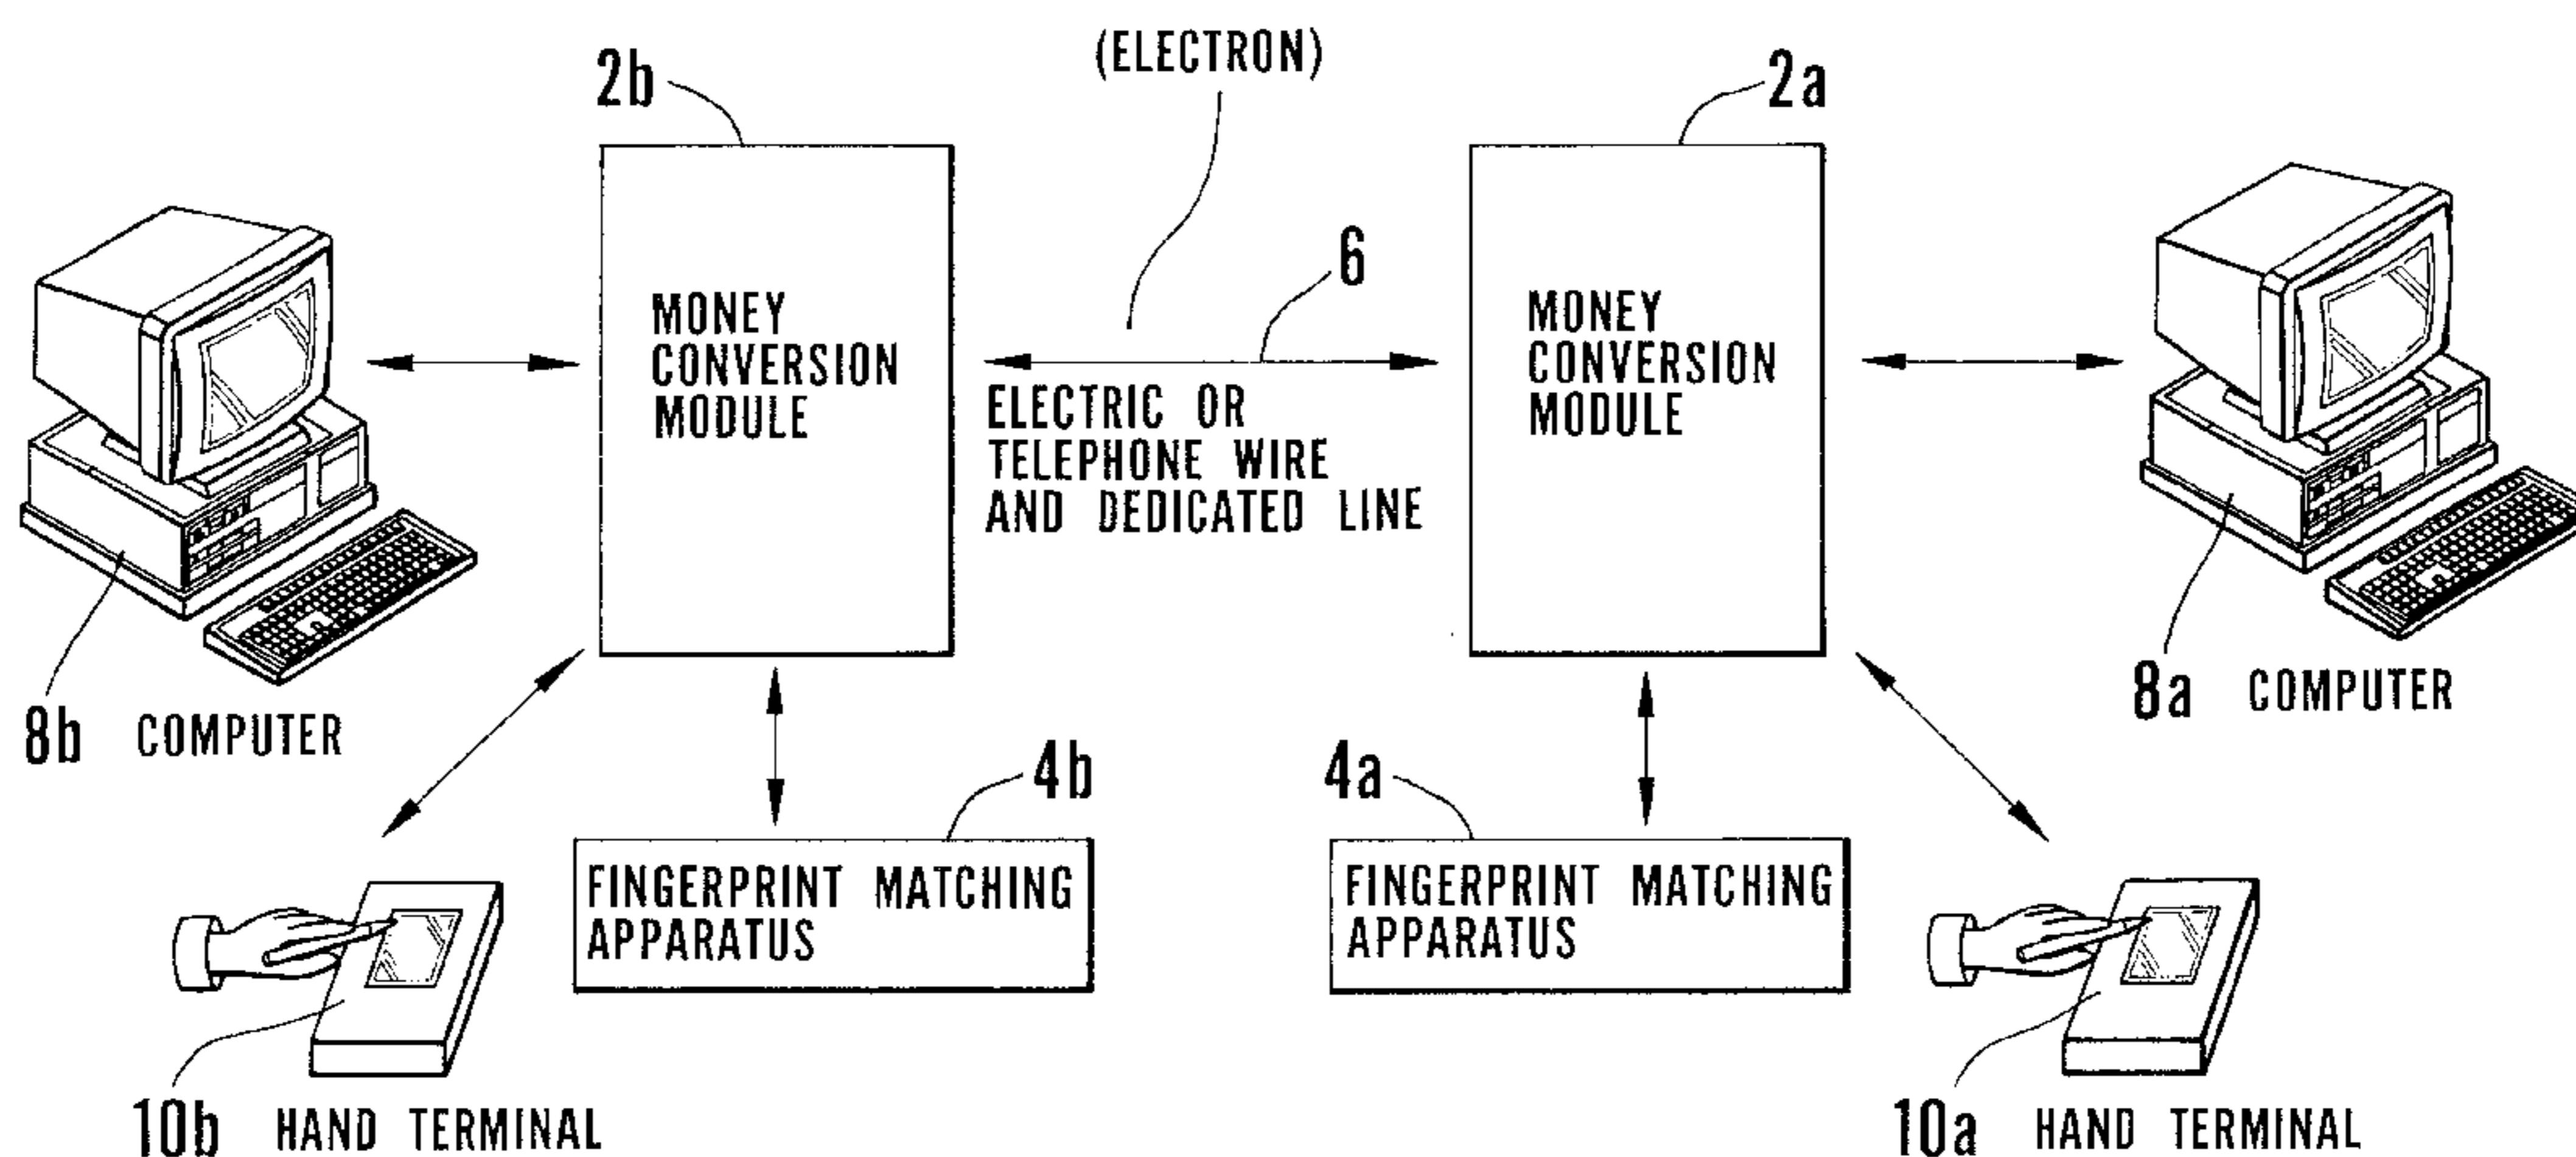 (ELECTRON)
2b
2a
6
MONEY
CONVERSION
MODULE
ELECTRIC OR
TELEPHONE WIRE
AND DEDICATED LINE
MONEY
CONVERSION
MODULE
8b COMPUTER
8a COMPUTER
4b
4a
FINGERPRINT MATCHING
APPARATUS
FINGERPRINT MATCHING
APPARATUS
10b HAND TERMINAL
10a HAND TERMINAL